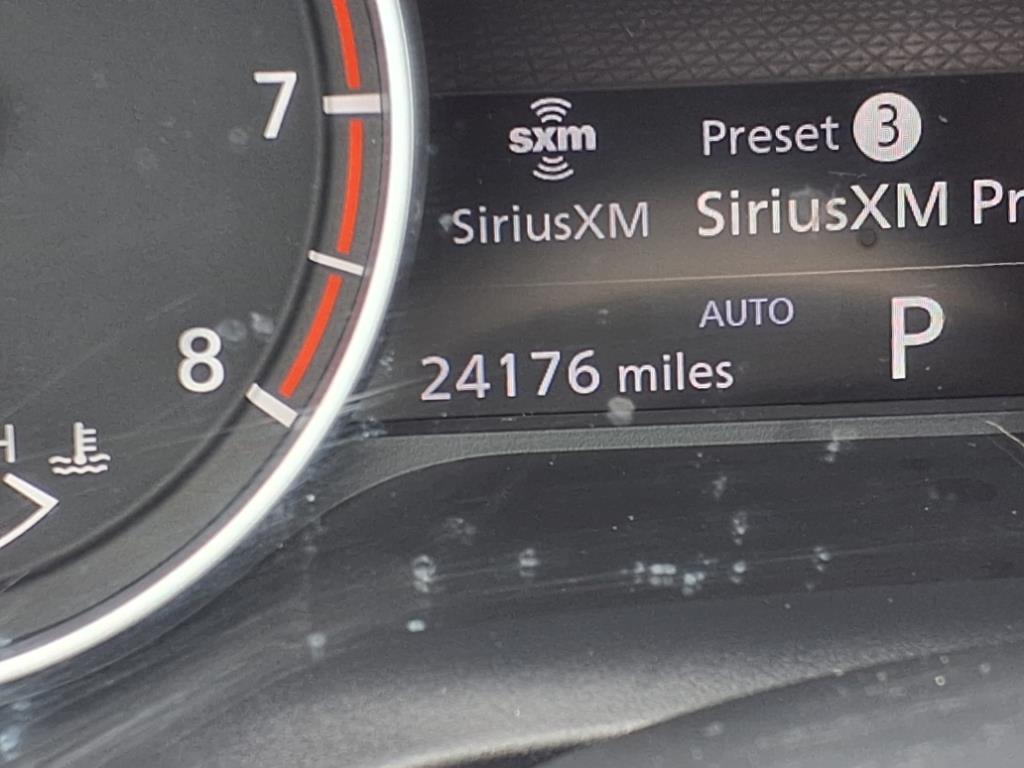 7
8
H
sxm
SiriusXM
Preset 3
SiriusXM Pr
AUTO
P
24176 miles